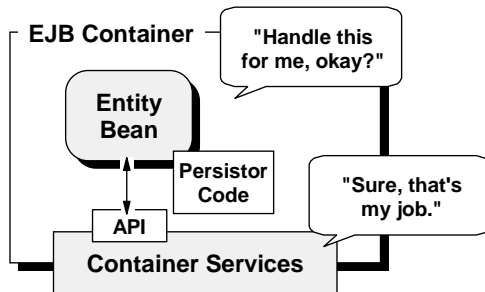 EJB Container
"Handle this
for me, okay?"
Entity
Bean
Persistor
Code
"Sure, that's
my job."
API
Container Services